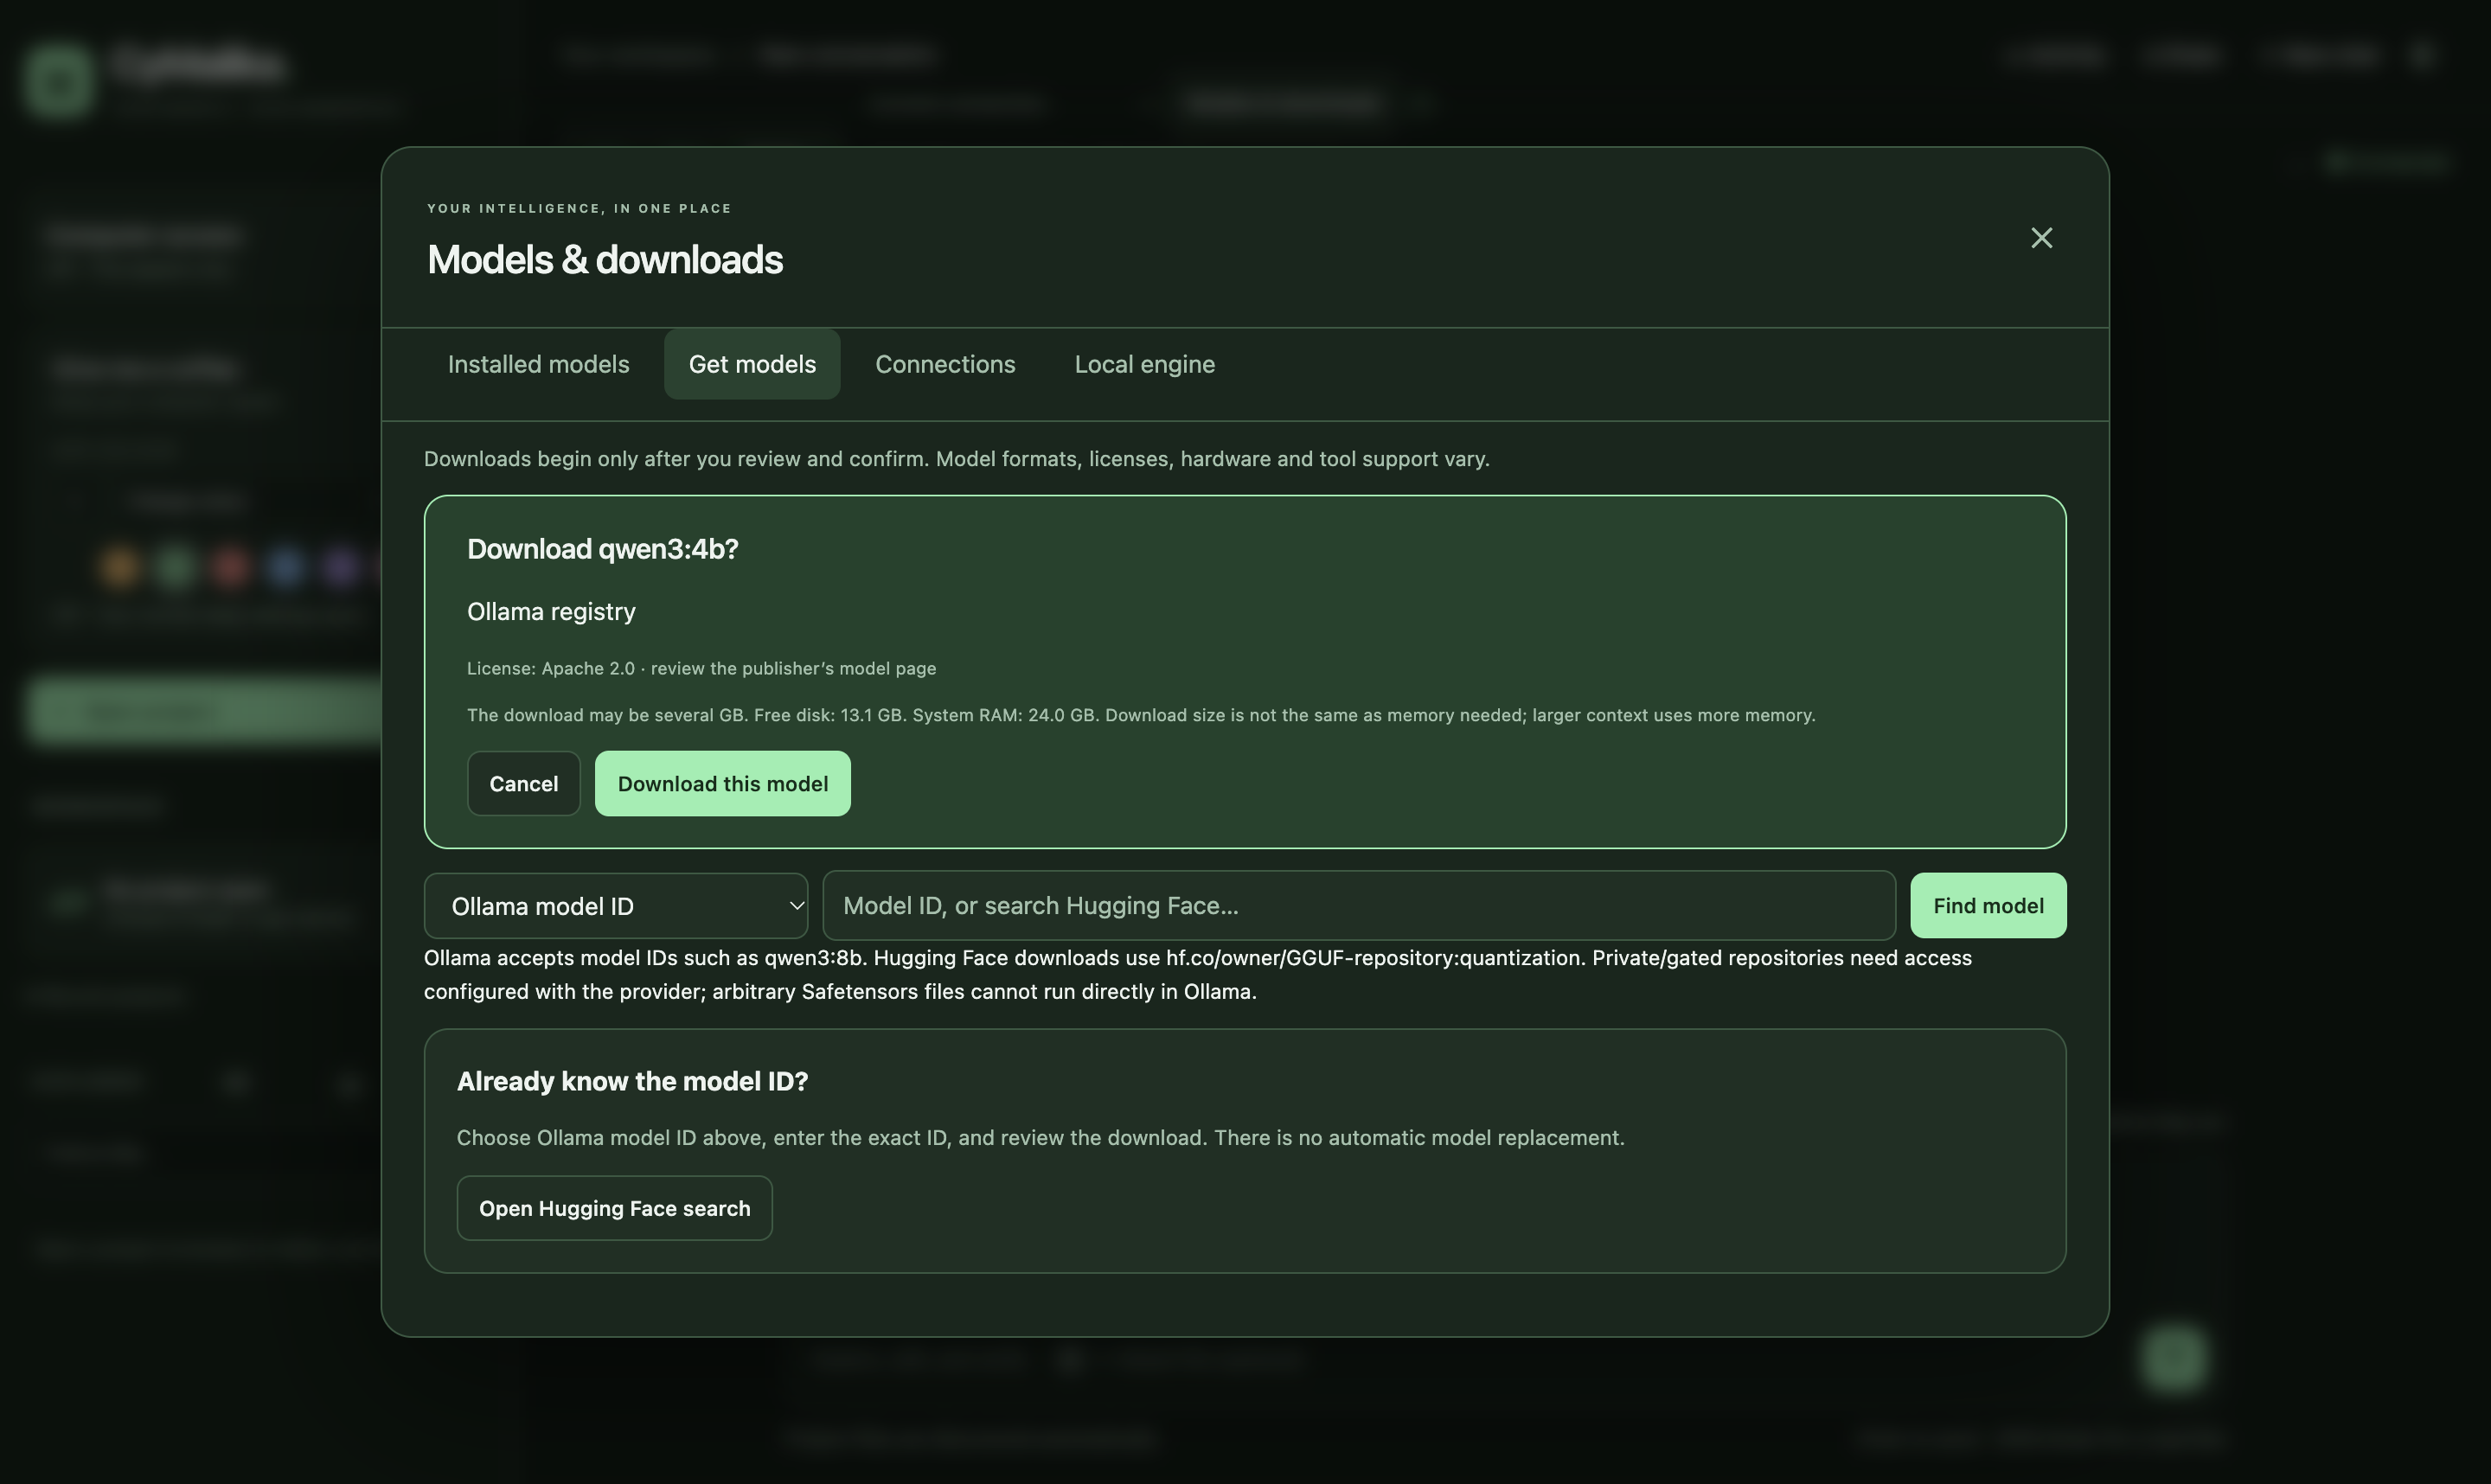 YOUR INTELLIGENCE, IN ONE PLACE
Models & downloads
Installed models
Get models
Connections
Local engine
Downloads begin only after you review and confirm. Model formats, licenses, hardware and tool support vary.
Download qwen3:4b?
Ollama registry
License: Apache 2.0 · review the publisher’s model page
The download may be several GB. Free disk: 13.1 GB. System RAM: 24.0 GB. Download size is not the same as memory needed; larger context uses more memory.
Cancel
Download this model
Ollama model ID
Model ID, or search Hugging Face...
Find model
Ollama accepts model IDs such as qwen3:8b. Hugging Face downloads use hf.co/owner/GGUF-repository:quantization. Private/gated repositories need access
configured with the provider; arbitrary Safetensors files cannot run directly in Ollama.
Already know the model ID?
Choose Ollama model ID above, enter the exact ID, and review the download. There is no automatic model replacement.
Open Hugging Face search